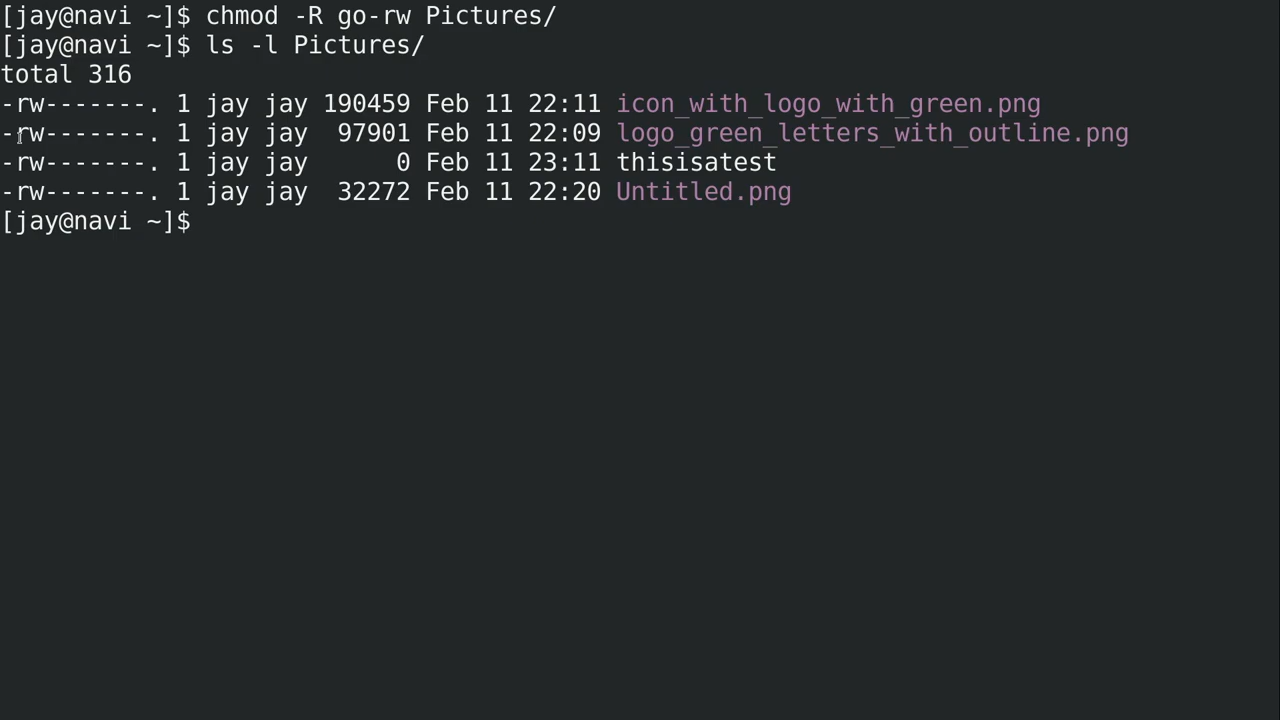 [jay@navi ~]$ chmod -R go-rw Pictures/
[jay@navi ~]$ ls -l Pictures/
total 316
-rw-------. 1 jay jay 190459 Feb 11 22:11 icon_with_logo_with_green.png
-rw-------. 1 jay jay  97901 Feb 11 22:09 logo_green_letters_with_outline.png
-rw-------. 1 jay jay      0 Feb 11 23:11 thisisatest
-rw-------. 1 jay jay  32272 Feb 11 22:20 Untitled.png
[jay@navi ~]$